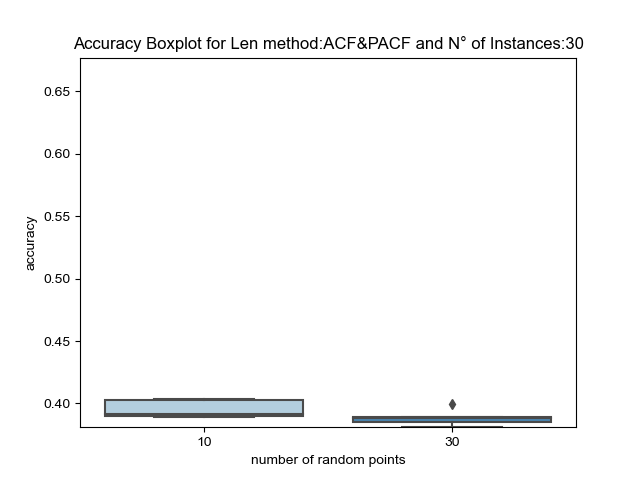 Accuracy Boxplot for Len method:ACF&PACF and N° of Instances:30
0.65
0.60
0.55
0.50
0.45
0.40
accuracy
10 30
number of random points